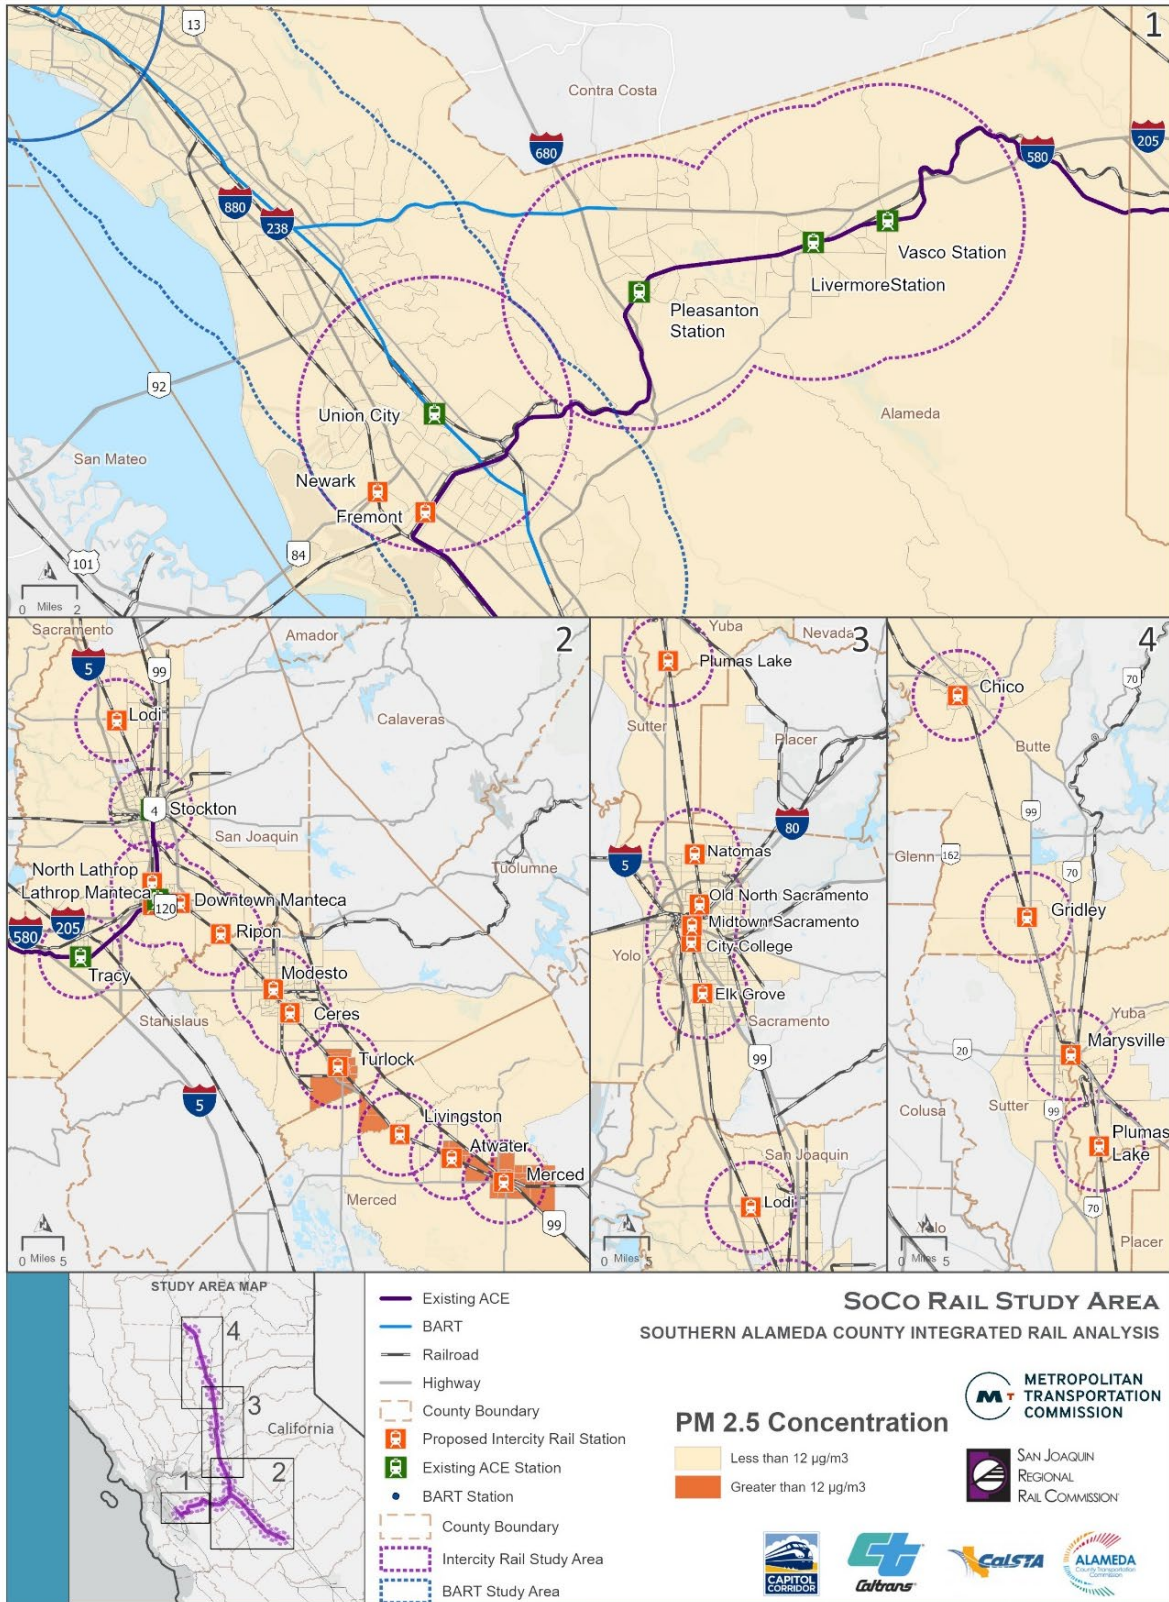 1
13
Contra Costa
680
580
205
880
238
Vasco Station
LivermoreStation
Pleasanton
Station
92
Union City
Alameda
San Mateo
Newark
Fremont
84
101
0 Miles 2
Sacramento
Amador
2
5
99
Lodi
Calaveras
4
Stockton
San Joaquin
Tuolumne
North Lathrop
Lathrop Manteca
120
Downtown Manteca
205
580
Ripon
Tracy
Modesto
Stanislaus
Ceres
Turlock
5
Livingston
Atwater
Merced
Merced
99
0 Miles 5
Yuba
Nevada
3
Plumas Lake
Sutter
Placer
80
Natomas
5
Old North Sacramento
Midtown Sacramento
Yolo
City College
Elk Grove
Sacramento
99
San Joaquin
Lodi
0 Miles 5
4
70
Chico
Butte
99
Glenn
162
70
Gridley
Yuba
20
Marysville
Colusa
Sutter
99
Plumas
Lake
70
Yolo
Placer
0 Miles 5
STUDY AREA MAP
4
3
California
2
1
Existing ACE
BART
Railroad
Highway
County Boundary
Proposed Intercity Rail Station
Existing ACE Station
BART Station
County Boundary
Intercity Rail Study Area
BART Study Area
SOCO RAIL STUDY AREA
SOUTHERN ALAMEDA COUNTY INTEGRATED RAIL ANALYSIS
PM 2.5 Concentration
Less than 12 µg/m3
Greater than 12 µg/m3
M T
METROPOLITAN
TRANSPORTATION
COMMISSION
SAN JOAQUIN
REGIONAL
RAIL COMMISSION
CAPITOL
CORRIDOR
CT
Caltrans
CalSTA
ALAMEDA
County Transportation
Commission